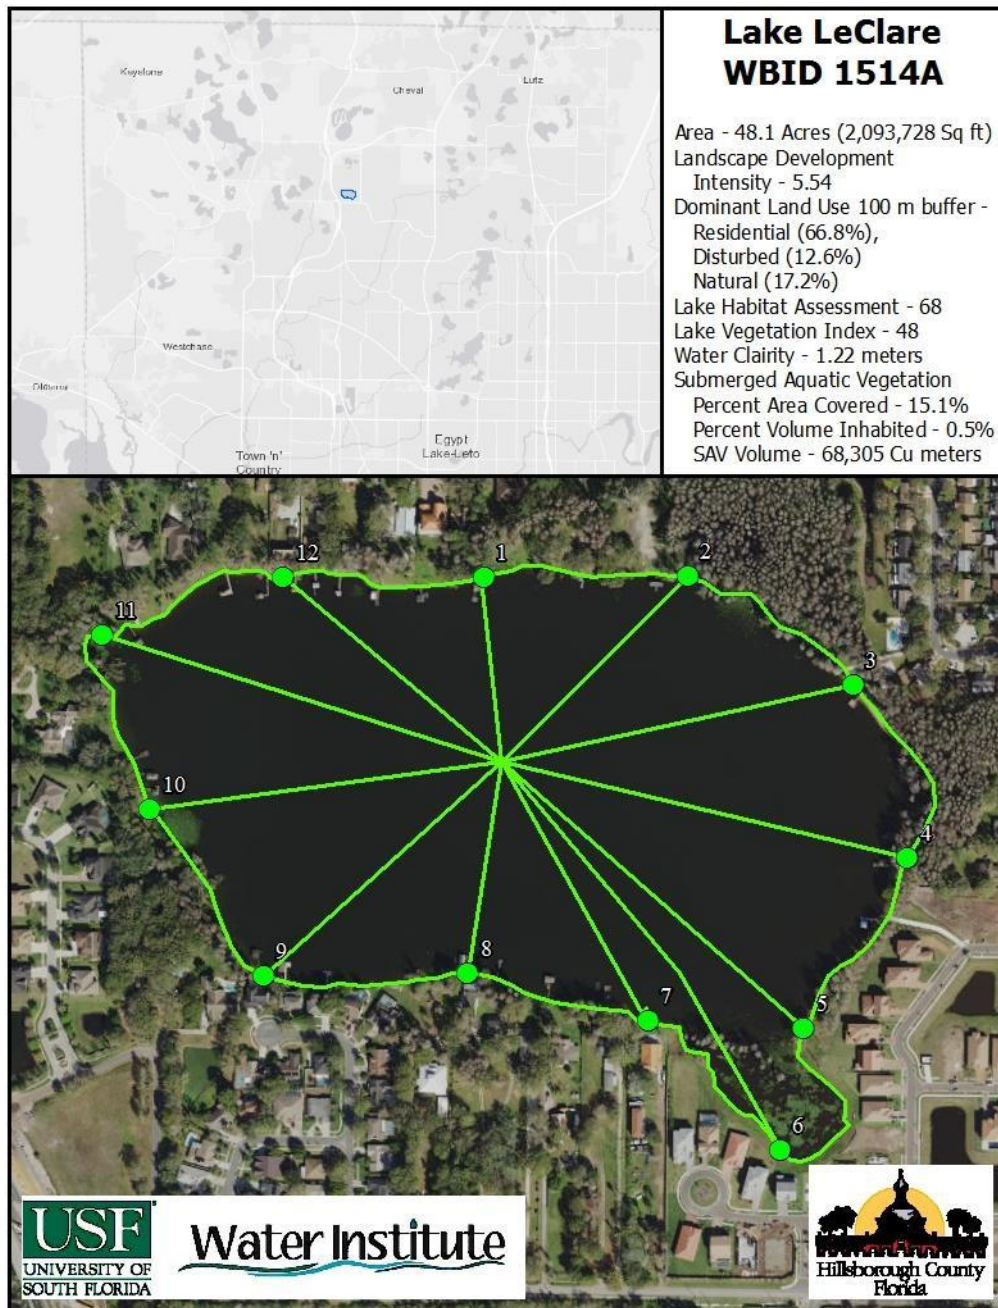 Lake LeClare
WBID 1514A
Area - 48.1 Acres (2,093,728 Sq ft)
Landscape Development
Intensity - 5.54
Dominant Land Use 100 m buffer -
Residential (66.8%),
Disturbed (12.6%)
Natural (17.2%)
Lake Habitat Assessment - 68
Lake Vegetation Index - 48
Water Clairity - 1.22 meters
Submerged Aquatic Vegetation
Percent Area Covered - 15.1%
Percent Volume Inhabited - 0.5%
SAV Volume - 68,305 Cu meters
Keystone
Cheval
Lutz
Westchase
Oldsmar
Town 'n'
Country
Egypt
Lake-Leto
12
1
2
11
3
10
4
9
8
7
5
6
USF
UNIVERSITY OF
SOUTH FLORIDA
Water Institute
Hillsborough County
Florida